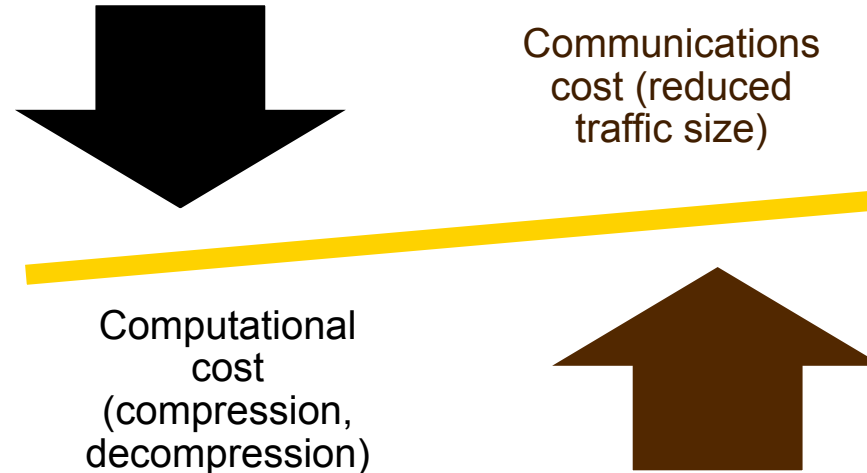 Communications
cost (reduced
traffic size)
Computational
cost
(compression,
decompression)